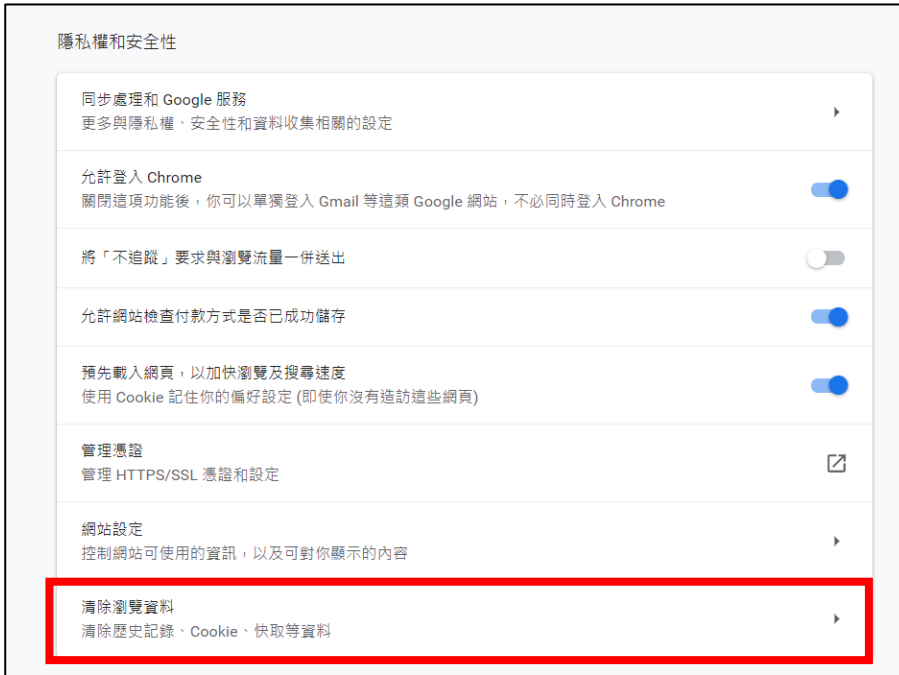 隱私權和安全性
同步處理和 Google 服務
更多與隱私權、安全性和資料收集相關的設定
允許登入 Chrome
關閉這項功能後，你可以單獨登入 Gmail 等這類 Google 網站，不必同時登入 Chrome
將「不追蹤」要求與瀏覽流量一併送出
允許網站檢查付款方式是否已成功儲存
預先載入網頁，以加快瀏覽及搜尋速度
使用 Cookie 記住你的偏好設定 (即使你沒有造訪這些網頁)
管理憑證
管理 HTTPS/SSL 憑證和設定
網站設定
控制網站可使用的資訊，以及可對你顯示的內容
清除瀏覽資料
清除歷史記錄、Cookie、快取等資料